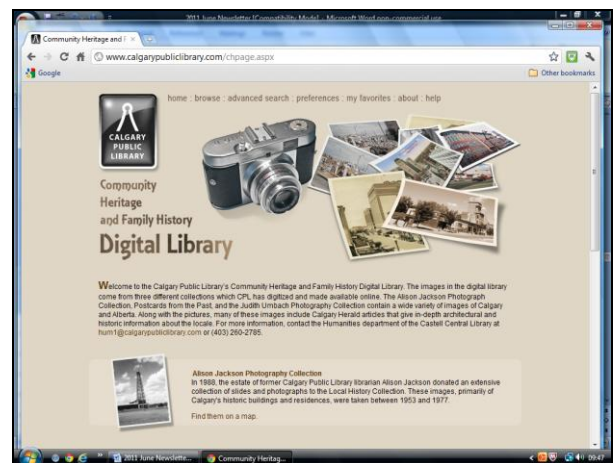 2011 June Newsletter [Compatibility Mode] - Microsoft Word non-commercial use
Community Heritage and F
www.calgarypubliclibrary.com/chpage.aspx
Google
Other bookmarks
home : browse : advanced search : preferences : my favorites : about : help
CALGARY
PUBLIC
LIBRARY
Community
Heritage
and Family History
Digital Library
Welcome to the Calgary Public Library's Community Heritage and Family History Digital Library. The images in the digital library
come from three different collections which CPL has digitized and made available online. The Alison Jackson Photograph
Collection, Postcards from the Past, and the Judith Umbach Photography Collection contain a wide variety of images of Calgary
and Alberta. Along with the pictures, many of these images include Calgary Herald articles that give in-depth architectural and
historic information about the locale. For more information, contact the Humanities department of the Castell Central Library at
hum1@calgarypubliclibrary.com or (403) 260-2785.
Alison Jackson Photography Collection
In 1988, the estate of former Calgary Public Library librarian Alison Jackson donated an extensive
collection of slides and photographs to the Local History Collection. These images, primarily of
Calgary's historic buildings and residences, were taken between 1953 and 1977.
Find them on a map.
2011 June Newslette...
Community Heritag...
09:47